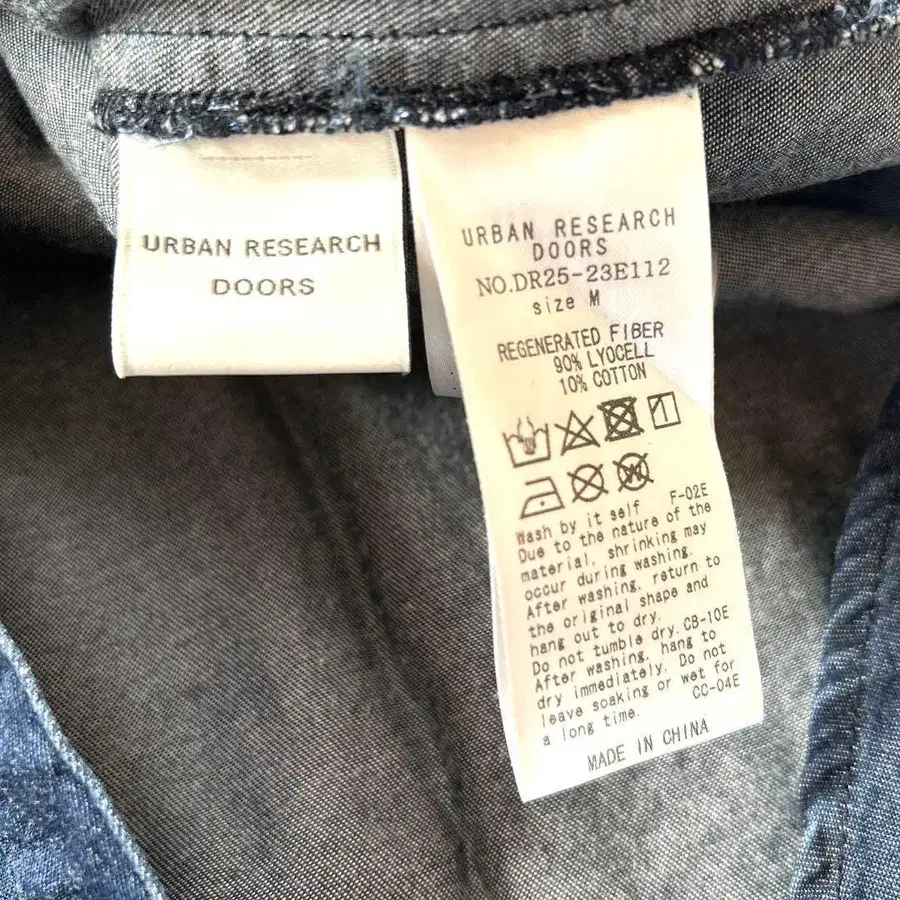 URBAN RESEARCH
DOORS
URBAN RESEARCH
DOORS
NO.DR25-23E112
size M
REGENERATED FIBER
90% LYOCELL
10% COTTON
F-02E
Wash by it self
Due to the nature of the
material, shrinking may
occur during washing.
After washing, return to
the original shape and
hang out to dry.
Do not tumble dry. CB-10E
After washing, hang to
dry immediately. Do not
leave soaking or wet for
a long time. CC-04E
MADE IN CHINA